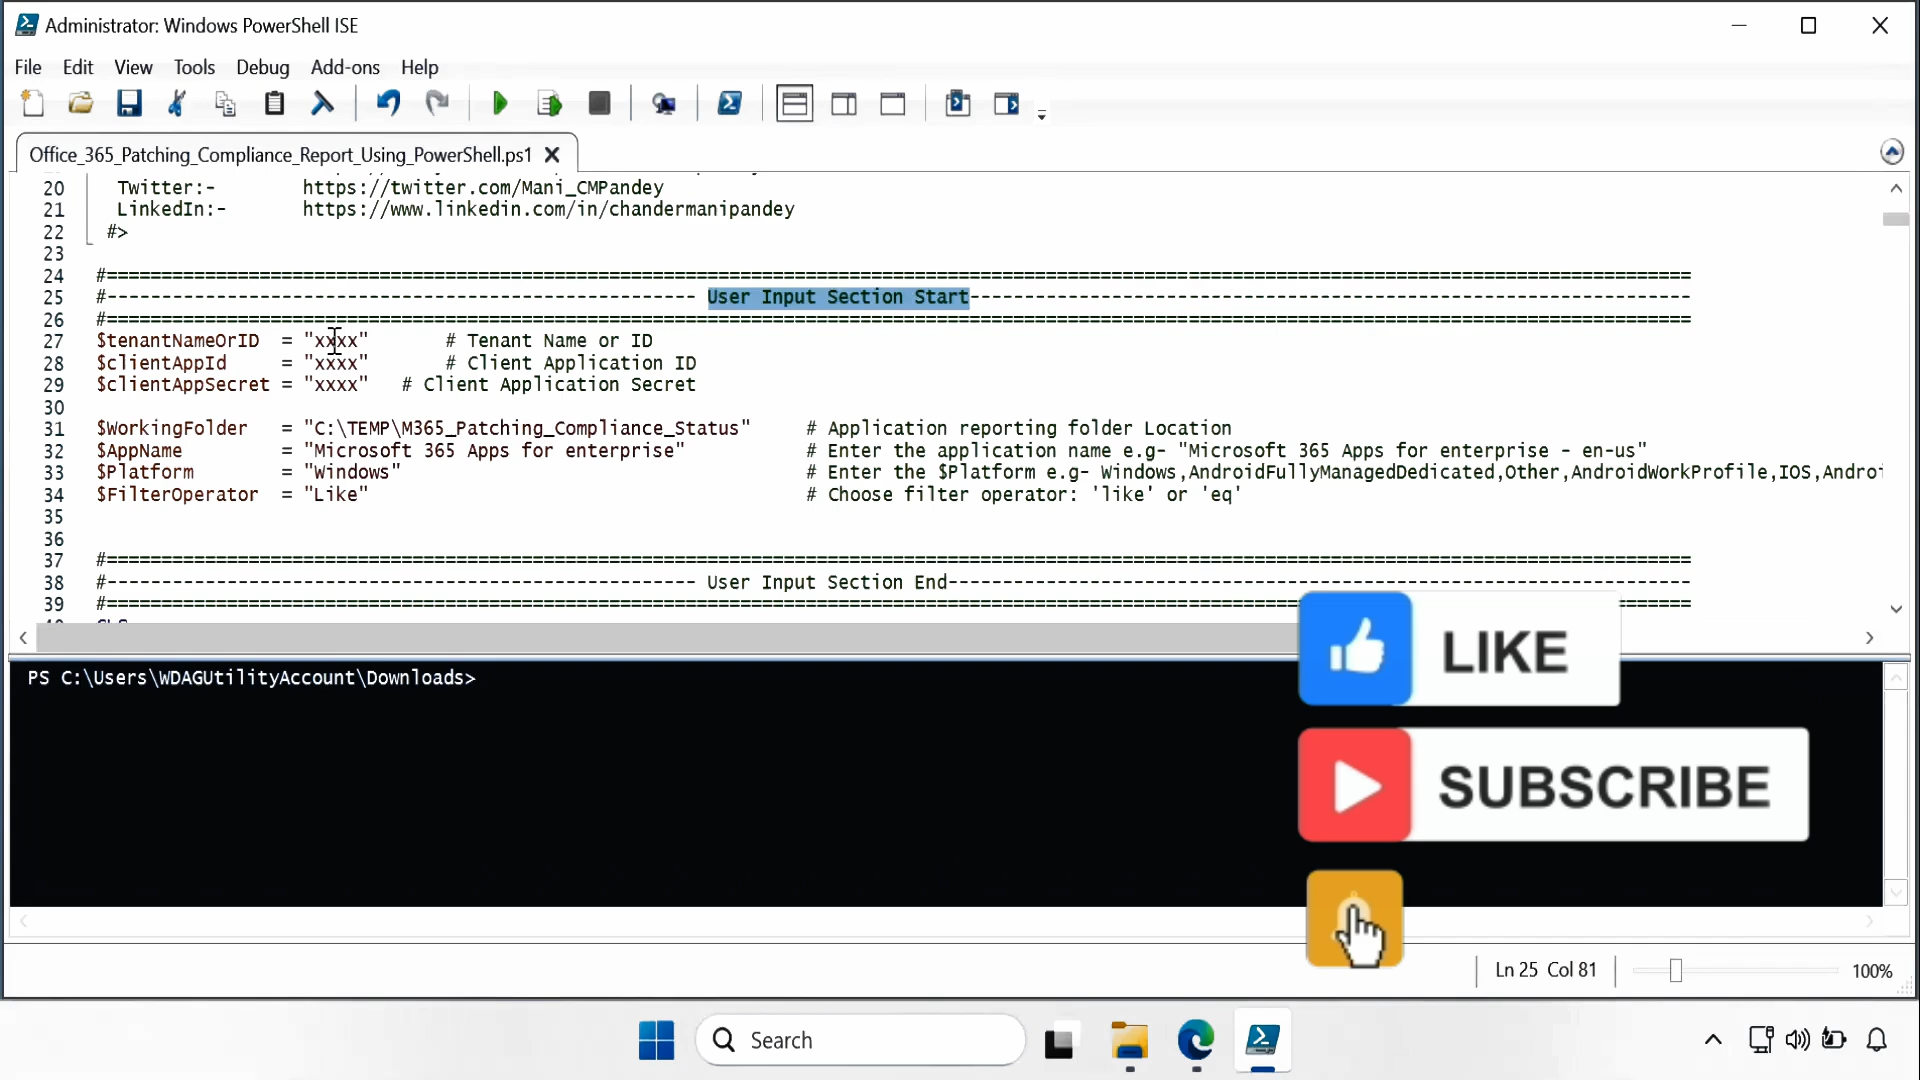 Administrator: Windows PowerShell ISE
File Edit View Tools Debug Add-ons Help
Office_365_Patching_Compliance_Report_Using_PowerShell.ps1
20 Twitter:- https://twitter.com/Mani_CMPandey
21 LinkedIn:- https://www.linkedin.com/in/chandermanipandey
22 #>
23
24 #=================================================================================================================================================
25 #------------------------------------------------------ User Input Section Start------------------------------------------------------------------
26 #=================================================================================================================================================
27 $tenantNameOrID = "xxxx" # Tenant Name or ID
28 $clientAppId = "xxxx" # Client Application ID
29 $clientAppSecret = "xxxx" # Client Application Secret
30
31 $WorkingFolder = "C:\TEMP\M365_Patching_Compliance_Status" # Application reporting folder Location
32 $AppName = "Microsoft 365 Apps for enterprise" # Enter the application name e.g- "Microsoft 365 Apps for enterprise - en-us"
33 $Platform = "Windows" # Enter the $Platform e.g- Windows,AndroidFullyManagedDedicated,Other,AndroidWorkProfile,IOS,Androi
34 $FilterOperator = "Like" # Choose filter operator: 'like' or 'eq'
35
36
37 #=================================================================================================================================================
38 #------------------------------------------------------ User Input Section End--------------------------------------------------------------------
39 #=================================================================================================================================================
PS C:\Users\WDAGUtilityAccount\Downloads>
LIKE
SUBSCRIBE
Ln 25 Col 81 100%
Search